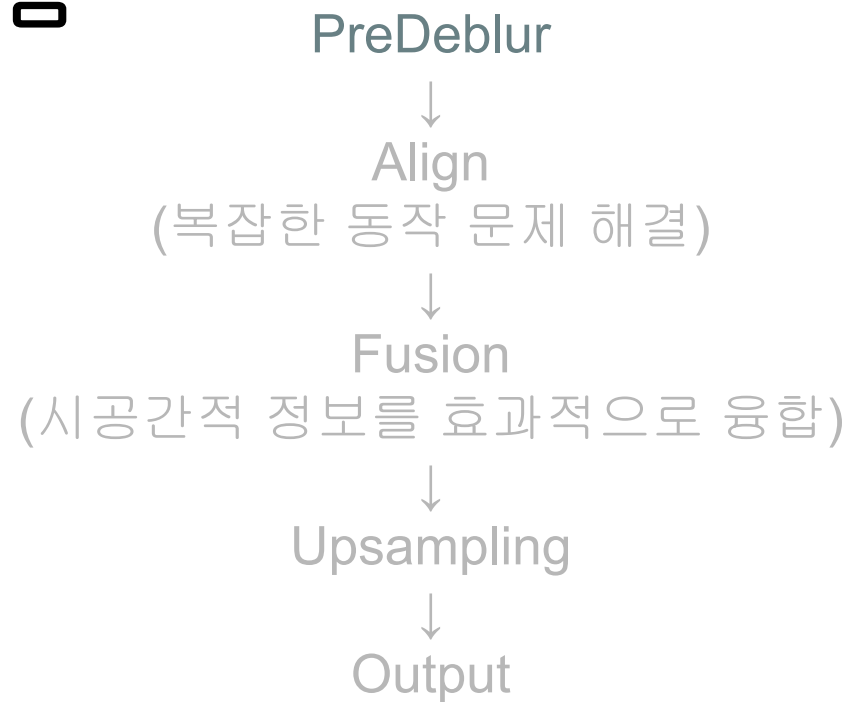 PreDeblur
↓
Align
(복잡한 동작 문제 해결)
↓
Fusion
(시공간적 정보를 효과적으로 융합)
↓
Upsampling
↓
Output